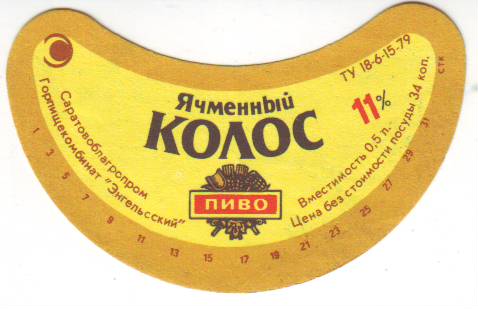 Ячменный
КОЛОС
ПИВО
Саратовоблагропром
Горпищекомбинат "Энгельсский"
ТУ 18-6-15-79
11%
Вместимость 0,5 л.
Цена без стоимости посуды 34 коп.
стк
1 3 5 7 9 11 13 15 17 19 21 23 25 27 29 31